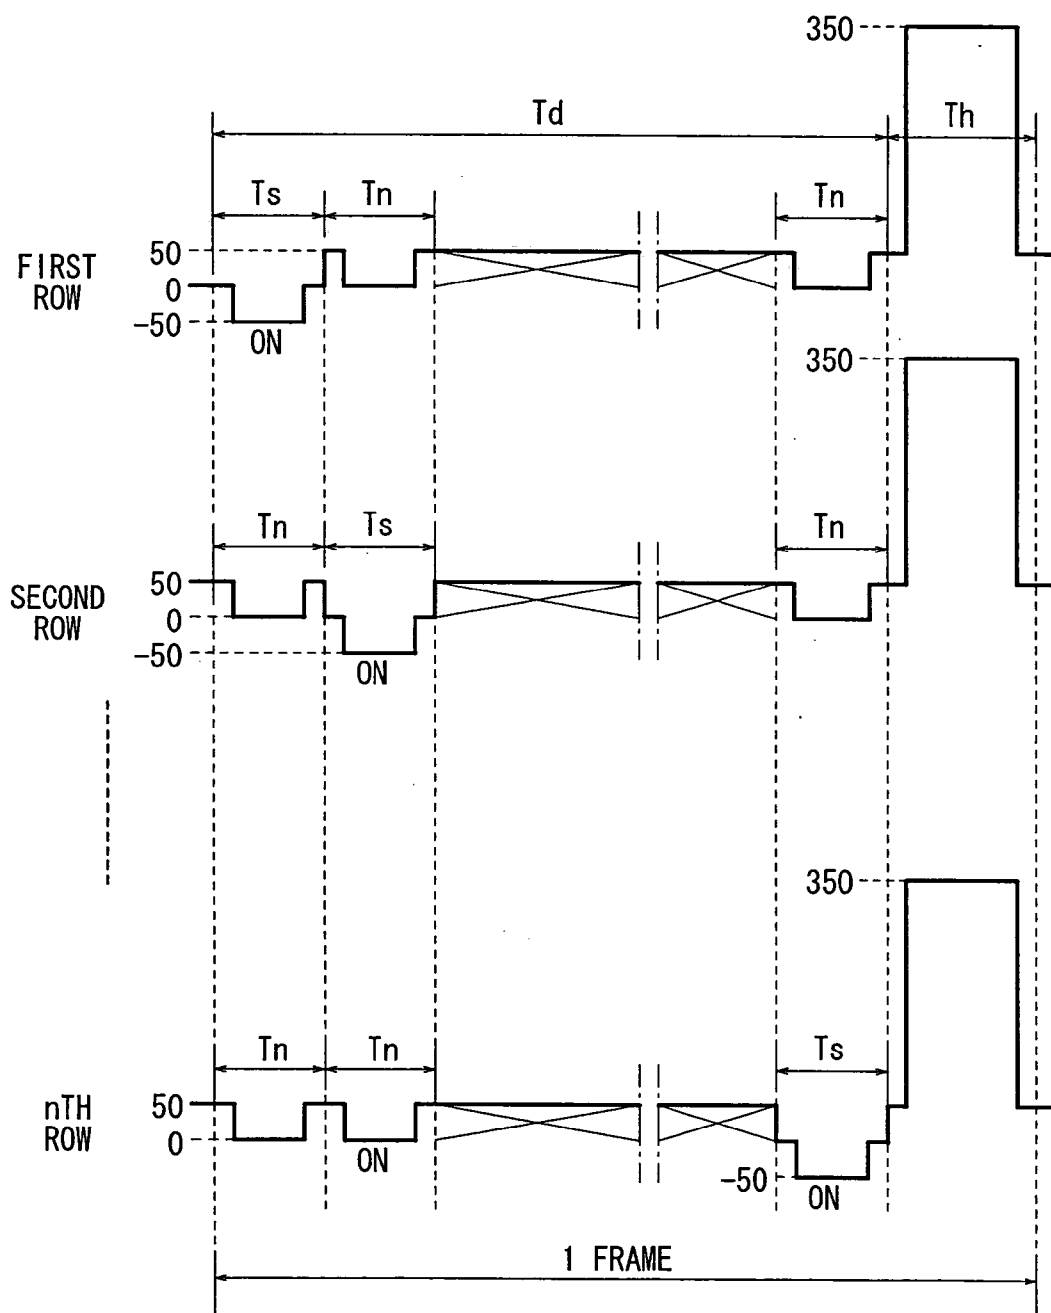 350
Td Th
Ts Tn Tn
50
FIRST
ROW
0
-50
ON
350
Tn Ts Tn
50
SECOND
ROW
0
-50
ON
350
Tn Tn Ts
nTH
ROW
50
0
ON
-50
ON
1 FRAME